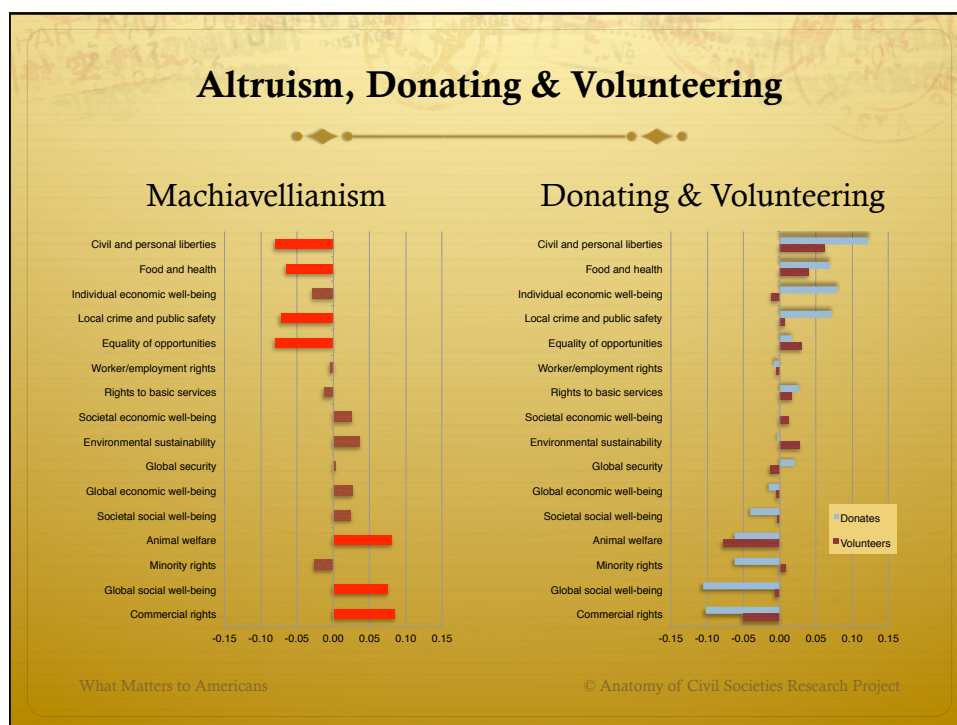 Altruism, Donating & Volunteering
Machiavellianism
Civil and personal liberties
Food and health
Individual economic well-being
Local crime and public safety
Equality of opportunities
Worker/employment rights
Rights to basic services
Societal economic well-being
Environmental sustainability
Global security
Global economic well-being
Societal social well-being
Animal welfare
Minority rights
Global social well-being
Commercial rights
-0.15 -0.10 -0.05 0.00 0.05 0.10 0.15
Donating & Volunteering
Civil and personal liberties
Food and health
Individual economic well-being
Local crime and public safety
Equality of opportunities
Worker/employment rights
Rights to basic services
Societal economic well-being
Environmental sustainability
Global security
Global economic well-being
Societal social well-being
Animal welfare
Minority rights
Global social well-being
Commercial rights
-0.15 -0.10 -0.05 0.00 0.05 0.10 0.15
Donates
Volunteers
What Matters to Americans
© Anatomy of Civil Societies Research Project